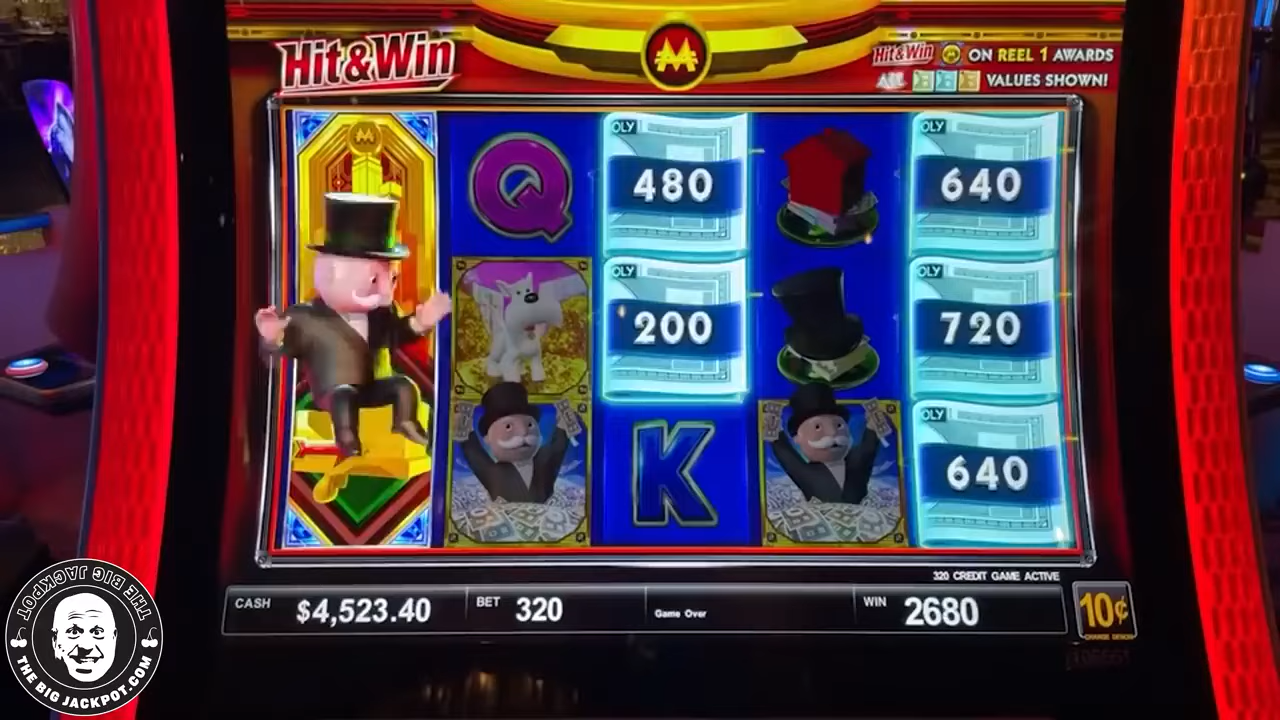 Hit&Win
Hit&Win ON REEL 1 AWARDS
ALL VALUES SHOWN!
Q
OLY
480
OLY
640
OLY
200
OLY
720
K
OLY
640
320 CREDIT GAME ACTIVE
CASH $4,523.40
BET 320
Game Over
WIN 2680
10¢
CHANGE DENOM
THE BIG JACKPOT
THE BIG JACKPOT.COM